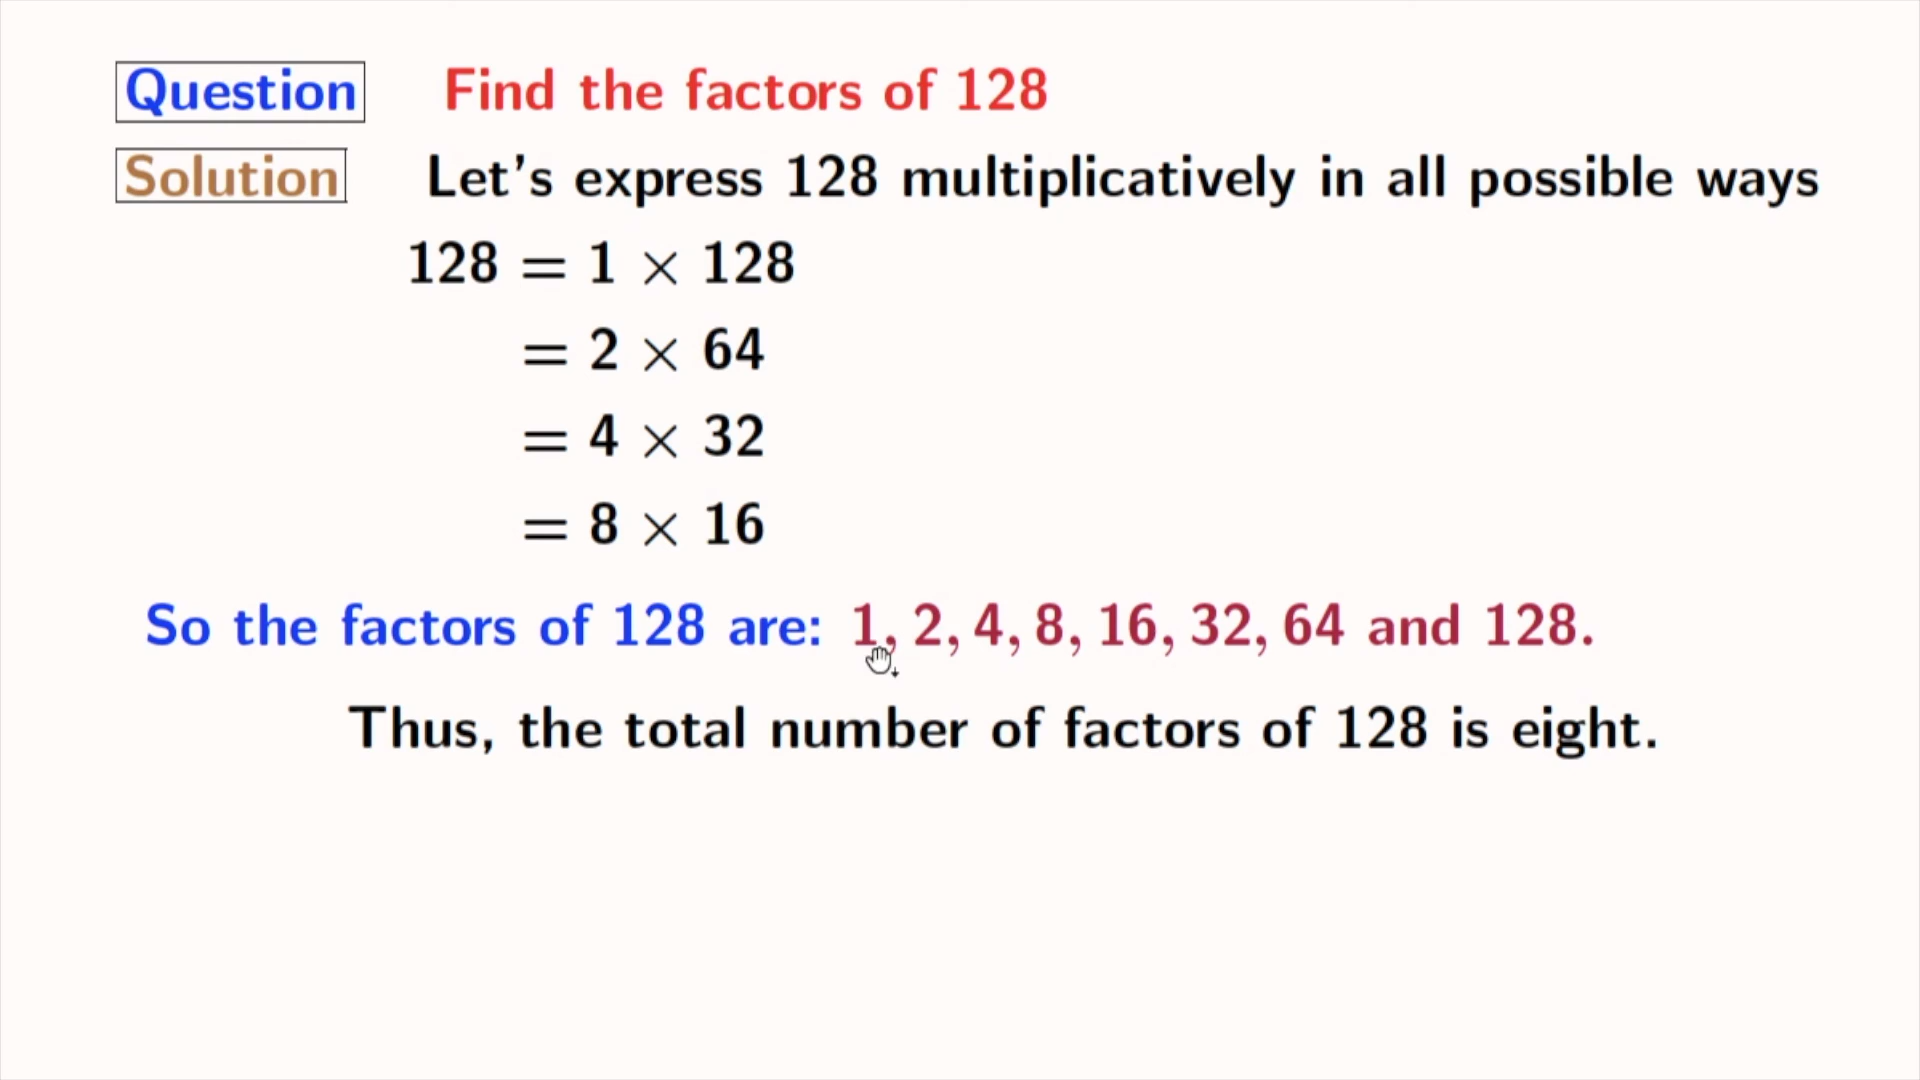 Question Find the factors of 128
Solution Let's express 128 multiplicatively in all possible ways
128 = 1 × 128
= 2 × 64
= 4 × 32
= 8 × 16
So the factors of 128 are: 1, 2, 4, 8, 16, 32, 64 and 128.
Thus, the total number of factors of 128 is eight.